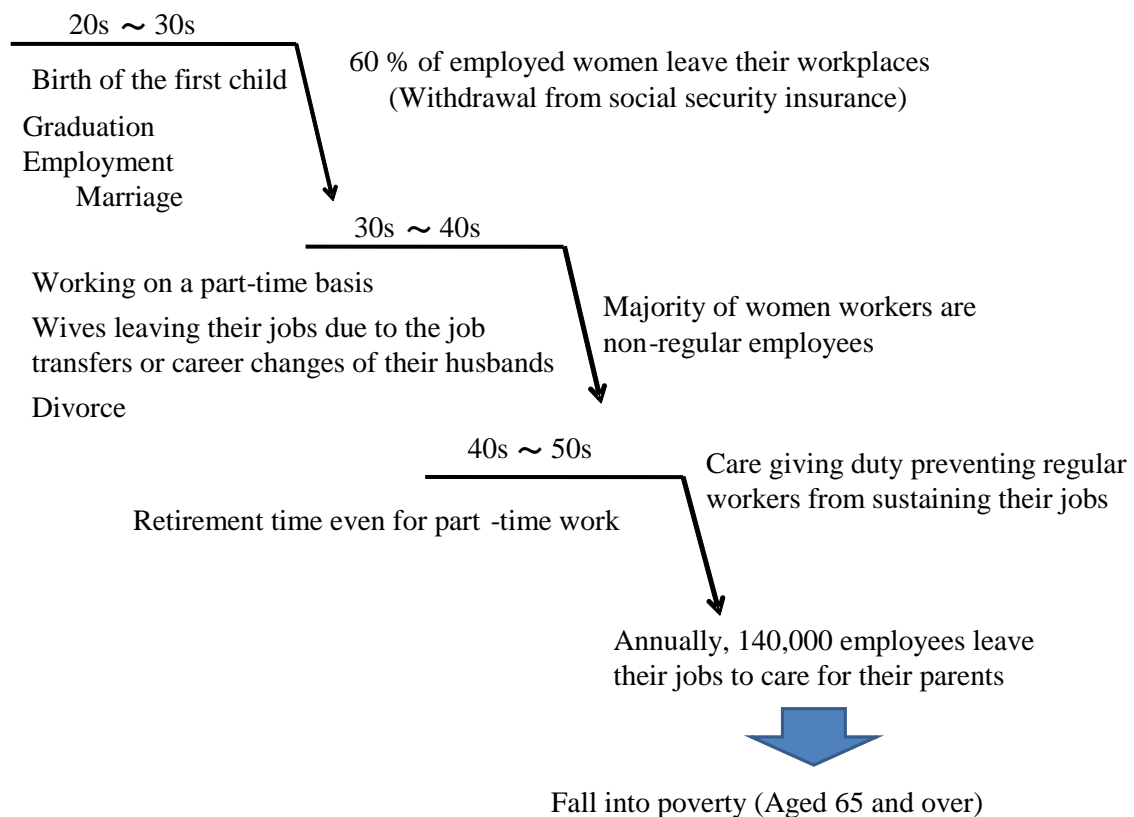 20s ~ 30s
Birth of the first child
60 % of employed women leave their workplaces
(Withdrawal from social security insurance)
Graduation
Employment
Marriage
30s ~ 40s
Working on a part-time basis
Wives leaving their jobs due to the job
transfers or career changes of their husbands
Divorce
Majority of women workers are
non-regular employees
40s ~ 50s
Retirement time even for part -time work
Care giving duty preventing regular
workers from sustaining their jobs
Annually, 140,000 employees leave
their jobs to care for their parents
Fall into poverty (Aged 65 and over)